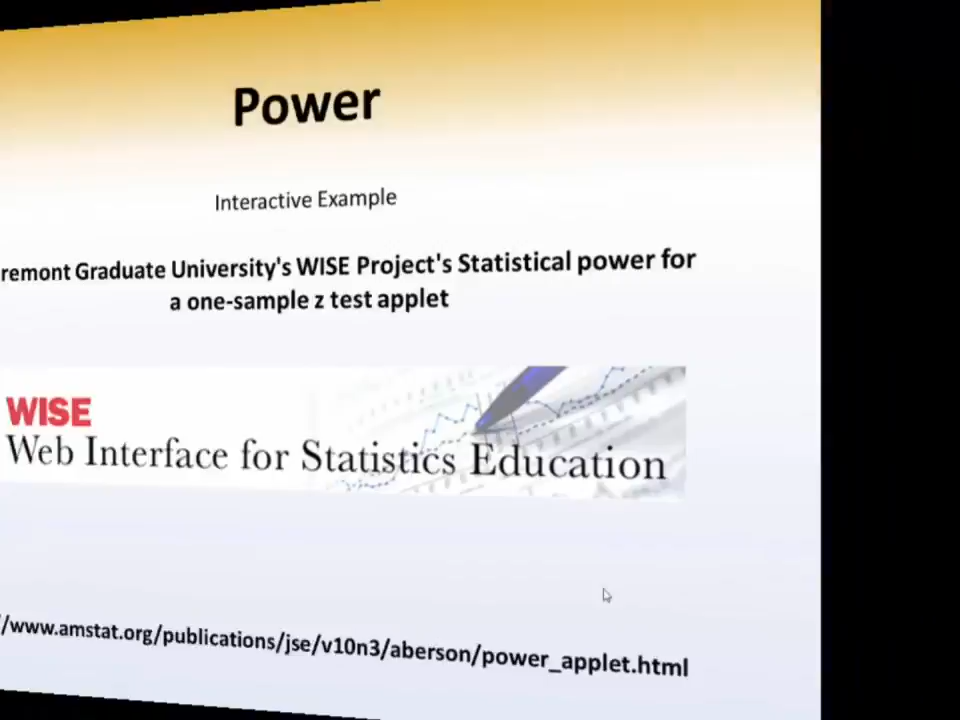 Power
Interactive Example
remont Graduate University's WISE Project's Statistical power for
a one-sample z test applet
WISE
Web Interface for Statistics Education
/www.amstat.org/publications/jse/v10n3/aberson/power_applet.html